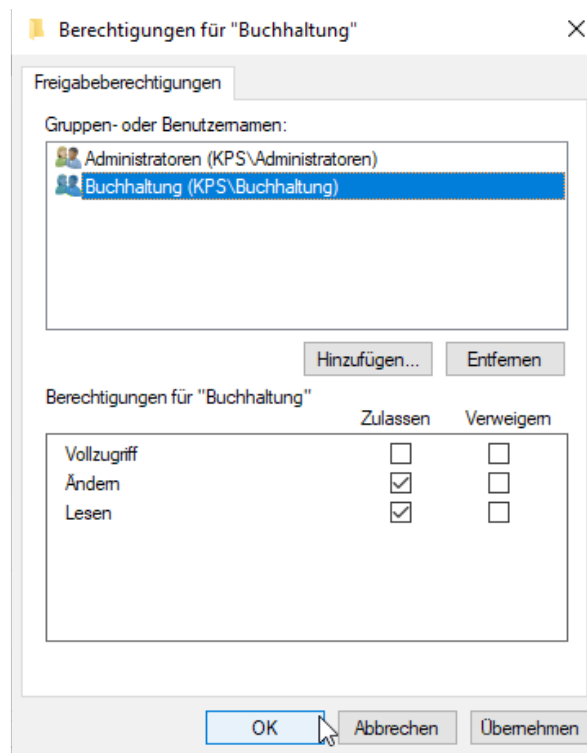 Berechtigungen für "Buchhaltung"
Freigabeberechtigungen
Gruppen- oder Benutzernamen:
Administratoren (KPS\Administratoren)
Buchhaltung (KPS\Buchhaltung)
Hinzufügen... Entfernen
Berechtigungen für "Buchhaltung"
Zulassen Verweigern
Vollzugriff
Ändern
Lesen
OK Abbrechen Übernehmen